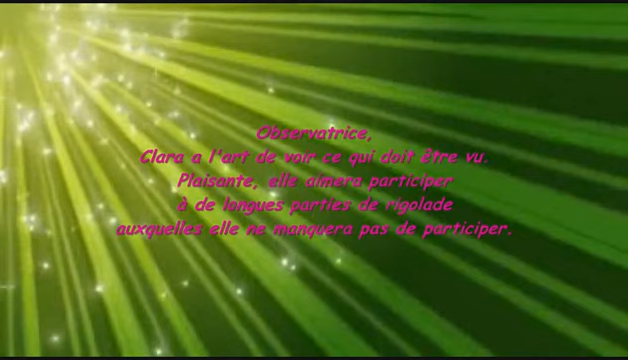 Observatrice,
Clara a l'art de voir ce qui doit être vu.
Plaisante, elle aimera participer
à de longues parties de rigolade
auxquelles elle ne manquera pas de participer.